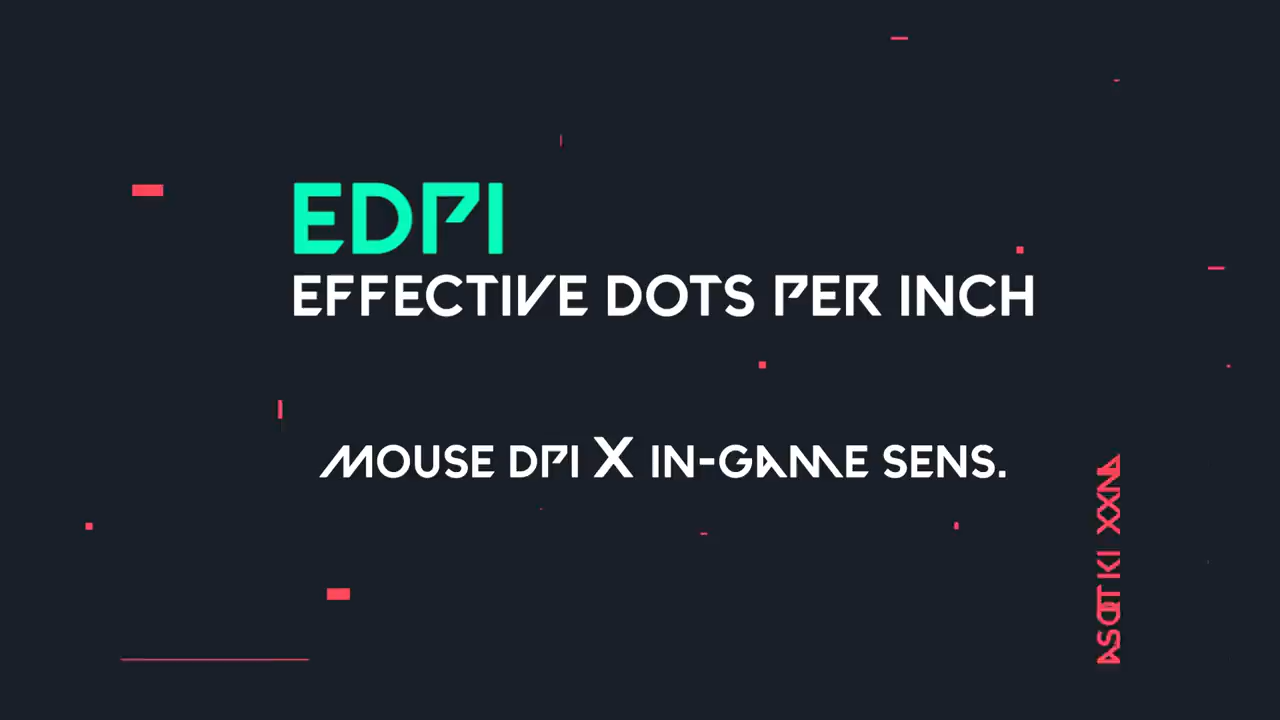 EDPI
EFFECTIVE DOTS PER INCH
MOUSE DPI X IN-GAME SENS.